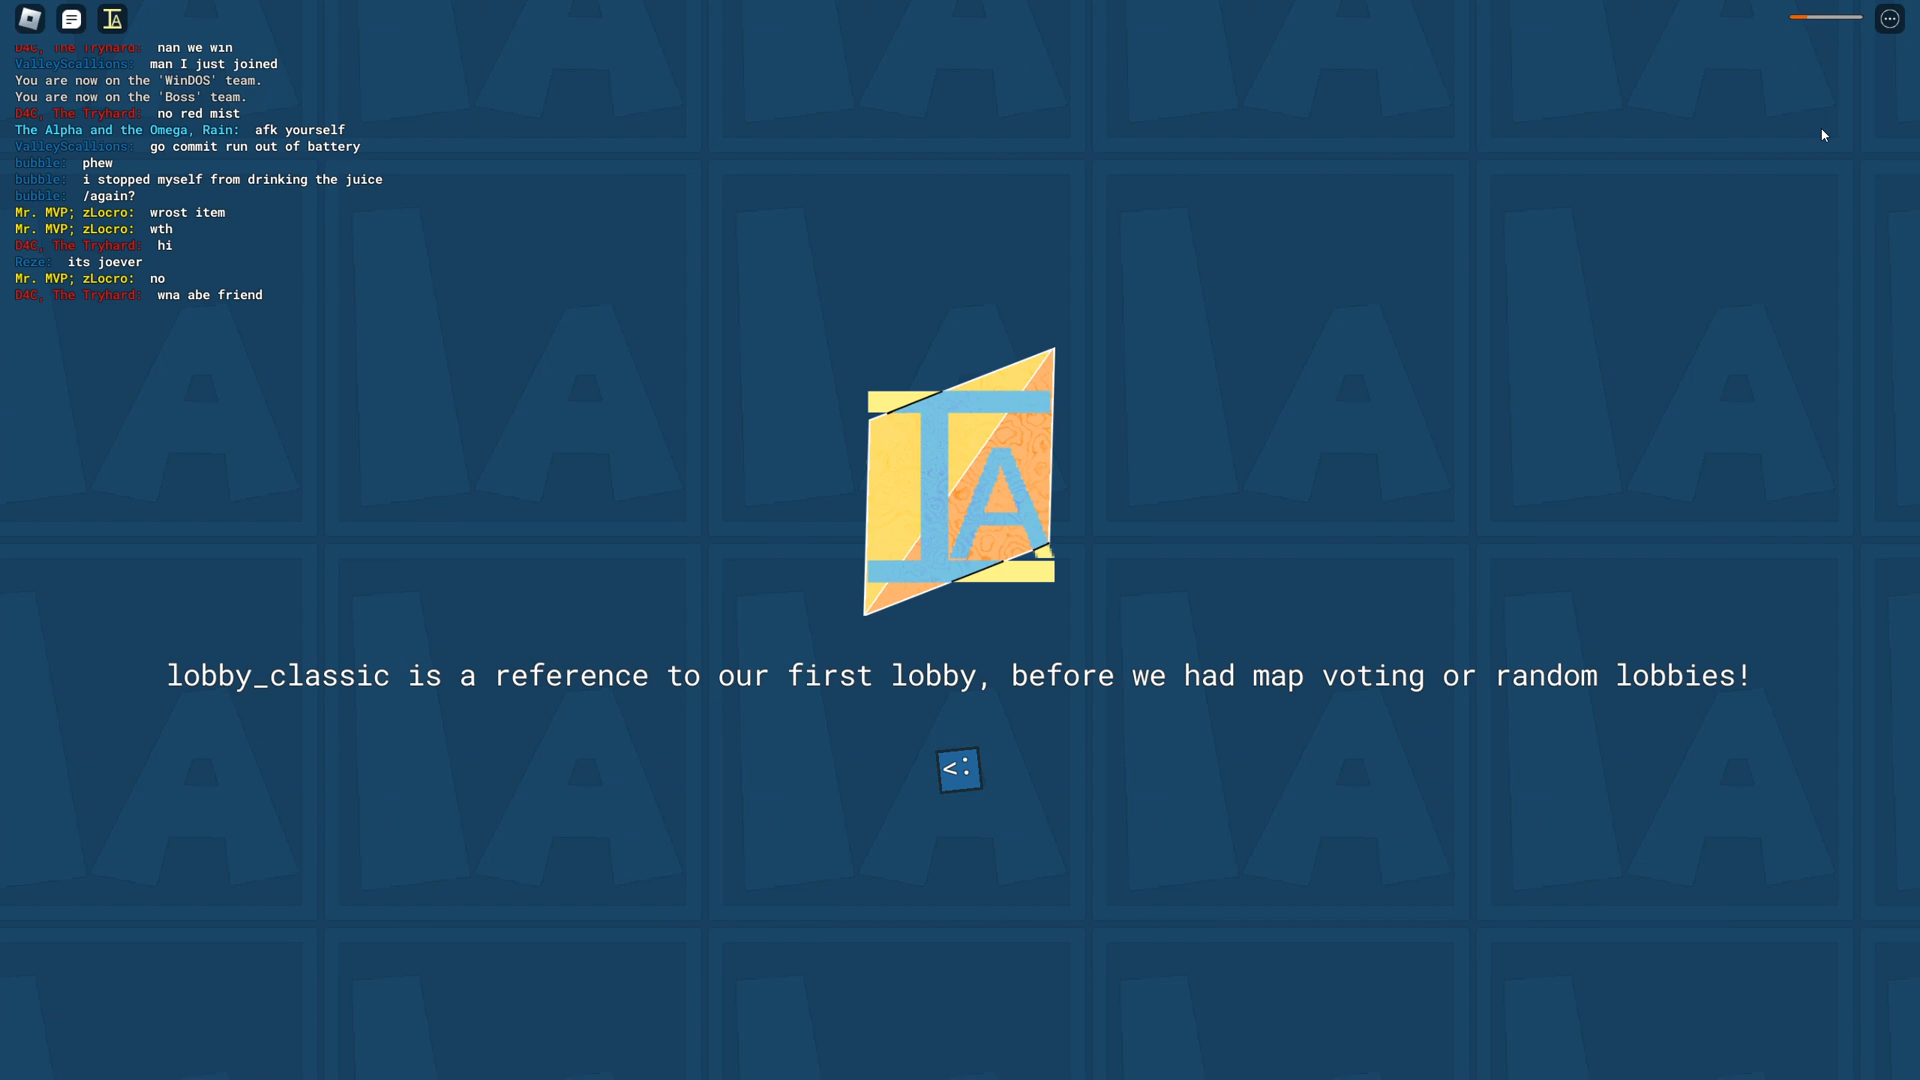 D4C, The Tryhard: nan we win
ValleyScallions: man I just joined
You are now on the 'WinDOS' team.
You are now on the 'Boss' team.
D4C, The Tryhard: no red mist
The Alpha and the Omega, Rain: afk yourself
ValleyScallions: go commit run out of battery
bubble: phew
bubble: i stopped myself from drinking the juice
bubble: /again?
Mr. MVP; zLocro: wrost item
Mr. MVP; zLocro: wth
D4C, The Tryhard: hi
Reze: its joever
Mr. MVP; zLocro: no
D4C, The Tryhard: wna abe friend
IA
lobby_classic is a reference to our first lobby, before we had map voting or random lobbies!
<: